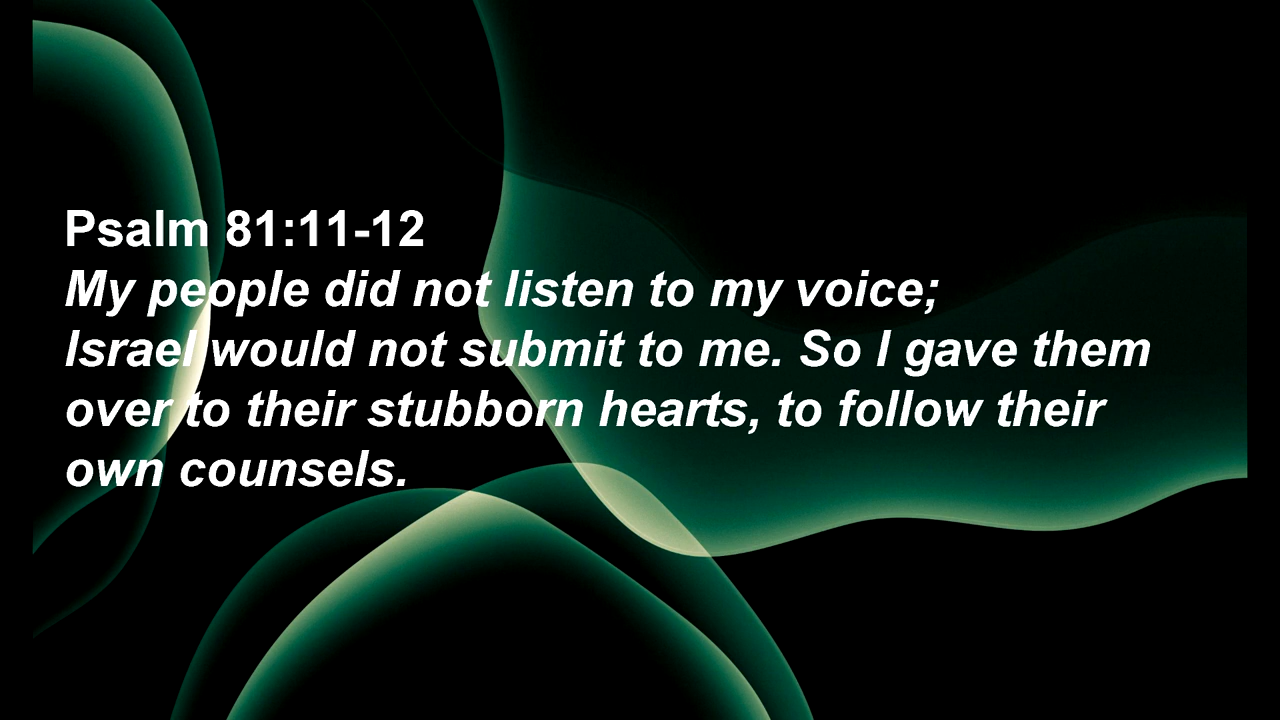 Psalm 81:11-12
My people did not listen to my voice;
Israel would not submit to me. So I gave them
over to their stubborn hearts, to follow their
own counsels.